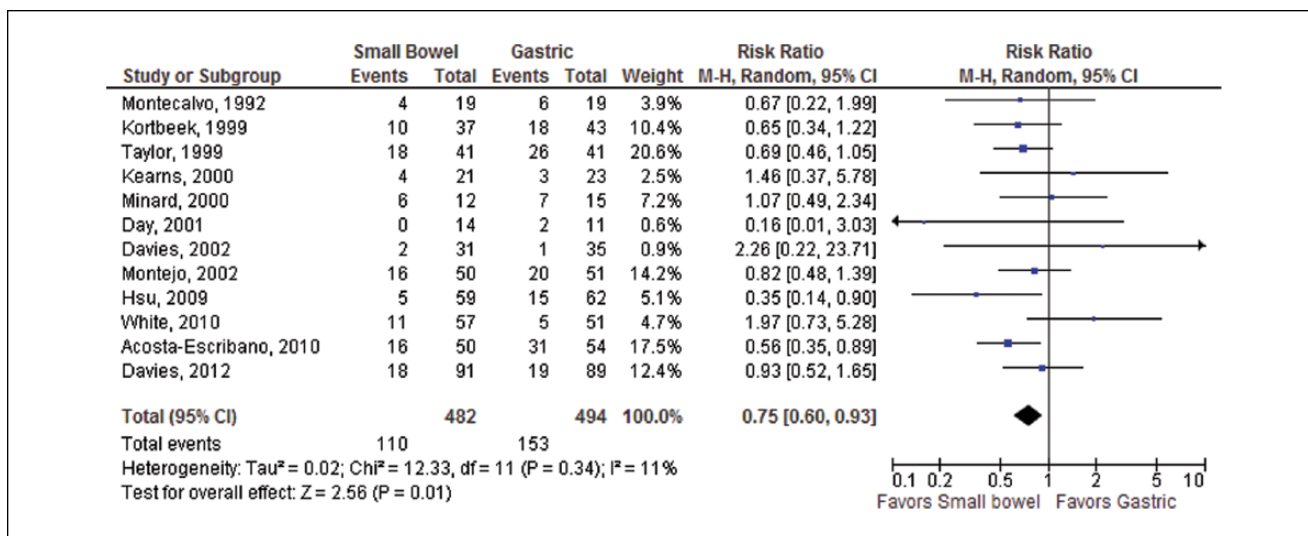 Small Bowel Gastric Risk Ratio Risk Ratio
Study or Subgroup Events Total Events Total Weight M-H, Random, 95% CI M-H, Random, 95% CI
Montecalvo, 1992 4 19 6 19 3.9% 0.67 [0.22, 1.99]
Kortbeek, 1999 10 37 18 43 10.4% 0.65 [0.34, 1.22]
Taylor, 1999 18 41 26 41 20.6% 0.69 [0.46, 1.05]
Kearns, 2000 4 21 3 23 2.5% 1.46 [0.37, 5.78]
Minard, 2000 6 12 7 15 7.2% 1.07 [0.49, 2.34]
Day, 2001 0 14 2 11 0.6% 0.16 [0.01, 3.03]
Davies, 2002 2 31 1 35 0.9% 2.26 [0.22, 23.71]
Montejo, 2002 16 50 20 51 14.2% 0.82 [0.48, 1.39]
Hsu, 2009 5 59 15 62 5.1% 0.35 [0.14, 0.90]
White, 2010 11 57 5 51 4.7% 1.97 [0.73, 5.28]
Acosta-Escribano, 2010 16 50 31 54 17.5% 0.56 [0.35, 0.89]
Davies, 2012 18 91 19 89 12.4% 0.93 [0.52, 1.65]
Total (95% CI) 482 494 100.0% 0.75 [0.60, 0.93]
Total events 110 153
Heterogeneity: Tau² = 0.02; Chi² = 12.33, df = 11 (P = 0.34); I² = 11%
Test for overall effect: Z = 2.56 (P = 0.01)
0.1 0.2 0.5 1 2 5 10
Favors Small bowel Favors Gastric